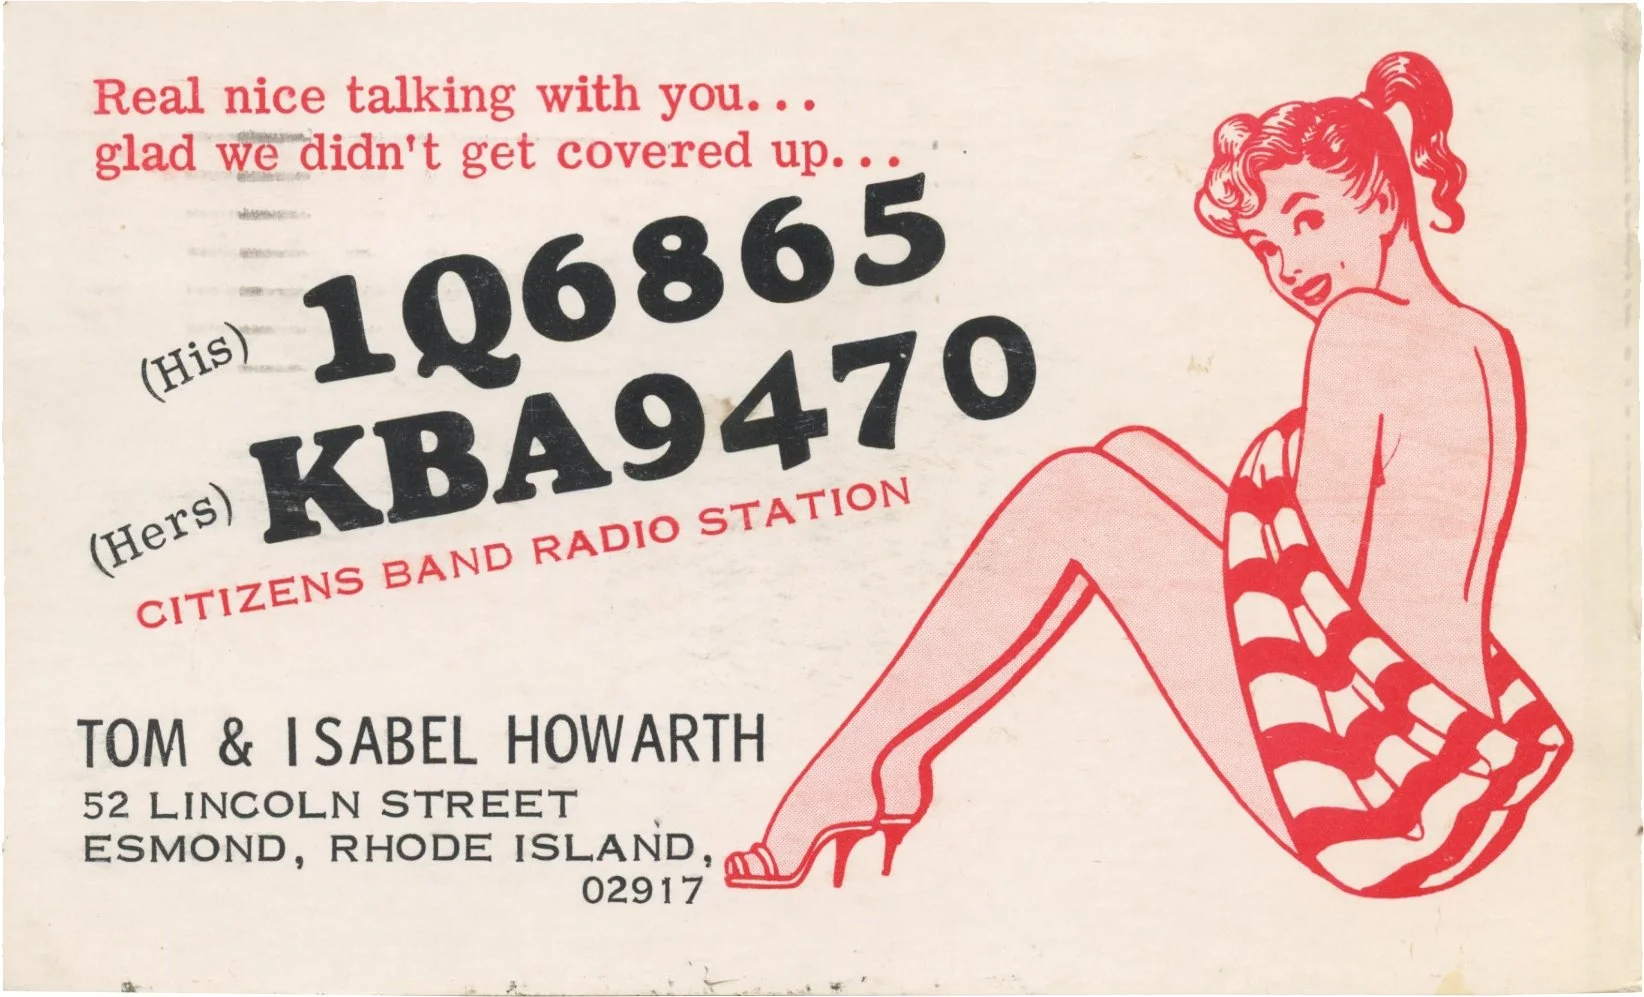 Real nice talking with you...
glad we didn't get covered up...
(His) 1Q6865
(Hers) KBA9470
CITIZENS BAND RADIO STATION
TOM & ISABEL HOWARTH
52 LINCOLN STREET
ESMOND, RHODE ISLAND,
02917